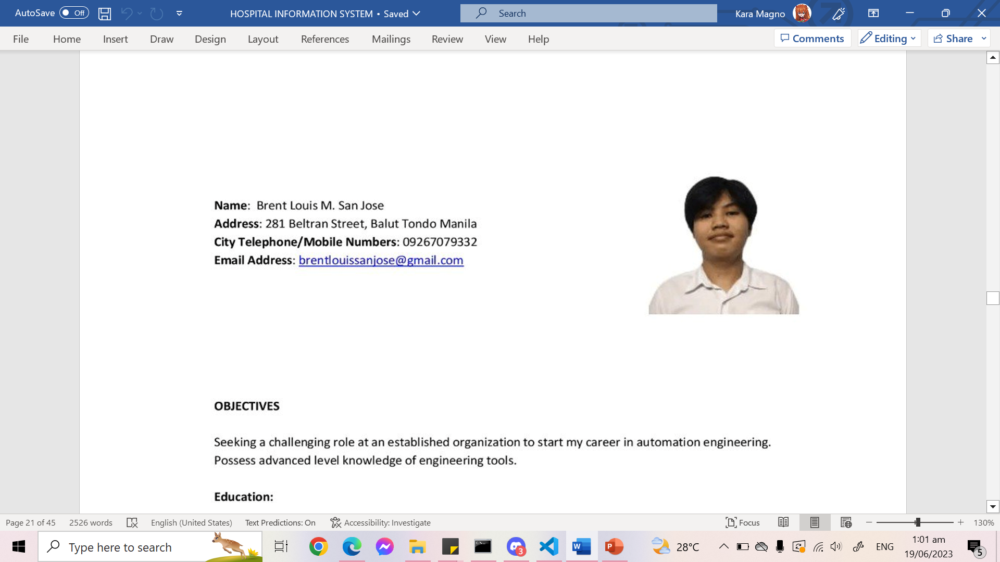 AutoSave Off HOSPITAL INFORMATION SYSTEM • Saved Search Kara Magno
File Home Insert Draw Design Layout References Mailings Review View Help Comments Editing Share
Name: Brent Louis M. San Jose
Address: 281 Beltran Street, Balut Tondo Manila
City Telephone/Mobile Numbers: 09267079332
Email Address: brentlouissanjose@gmail.com
OBJECTIVES
Seeking a challenging role at an established organization to start my career in automation engineering.
Possess advanced level knowledge of engineering tools.
Education:
Page 21 of 45 2526 words English (United States) Text Predictions: On Accessibility: Investigate Focus 130%
Type here to search 3 28°C ENG 1:01 am
19/06/2023 5